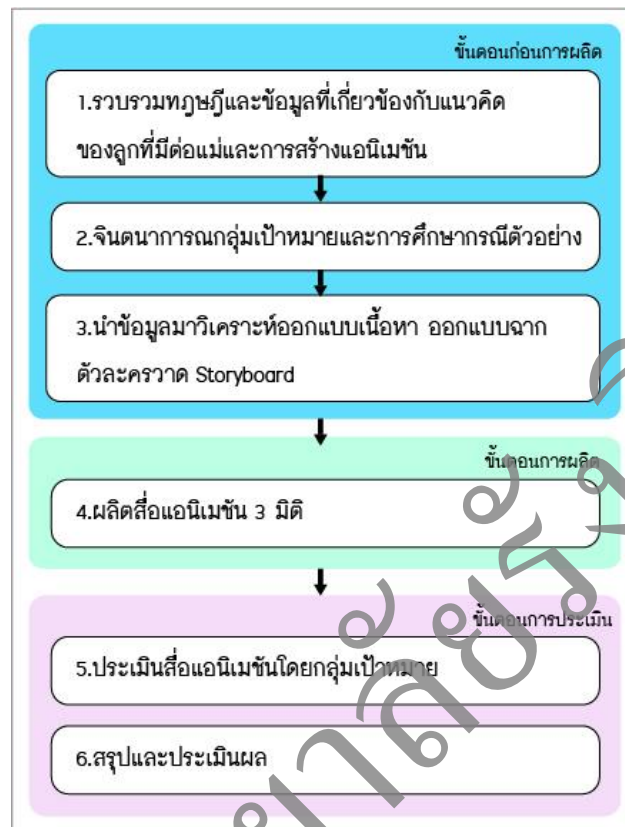 ขั้นตอนก่อนการผลิต
1.รวบรวมทฤษฎีและข้อมูลที่เกี่ยวข้องกับแนวคิด
ของลูกที่มีต่อแม่และการสร้างแอนิเมชัน
2.จินตนาการณกลุ่มเป้าหมายและการศึกษากรณีตัวอย่าง
3.นำข้อมูลมาวิเคราะห์ออกแบบเนื้อหา ออกแบบฉาก
ตัวละครวาด Storyboard
ขั้นตอนการผลิต
4.ผลิตสื่อแอนิเมชัน 3 มิติ
ขั้นตอนการประเมิน
5.ประเมินสื่อแอนิเมชันโดยกลุ่มเป้าหมาย
6.สรุปและประเมินผล